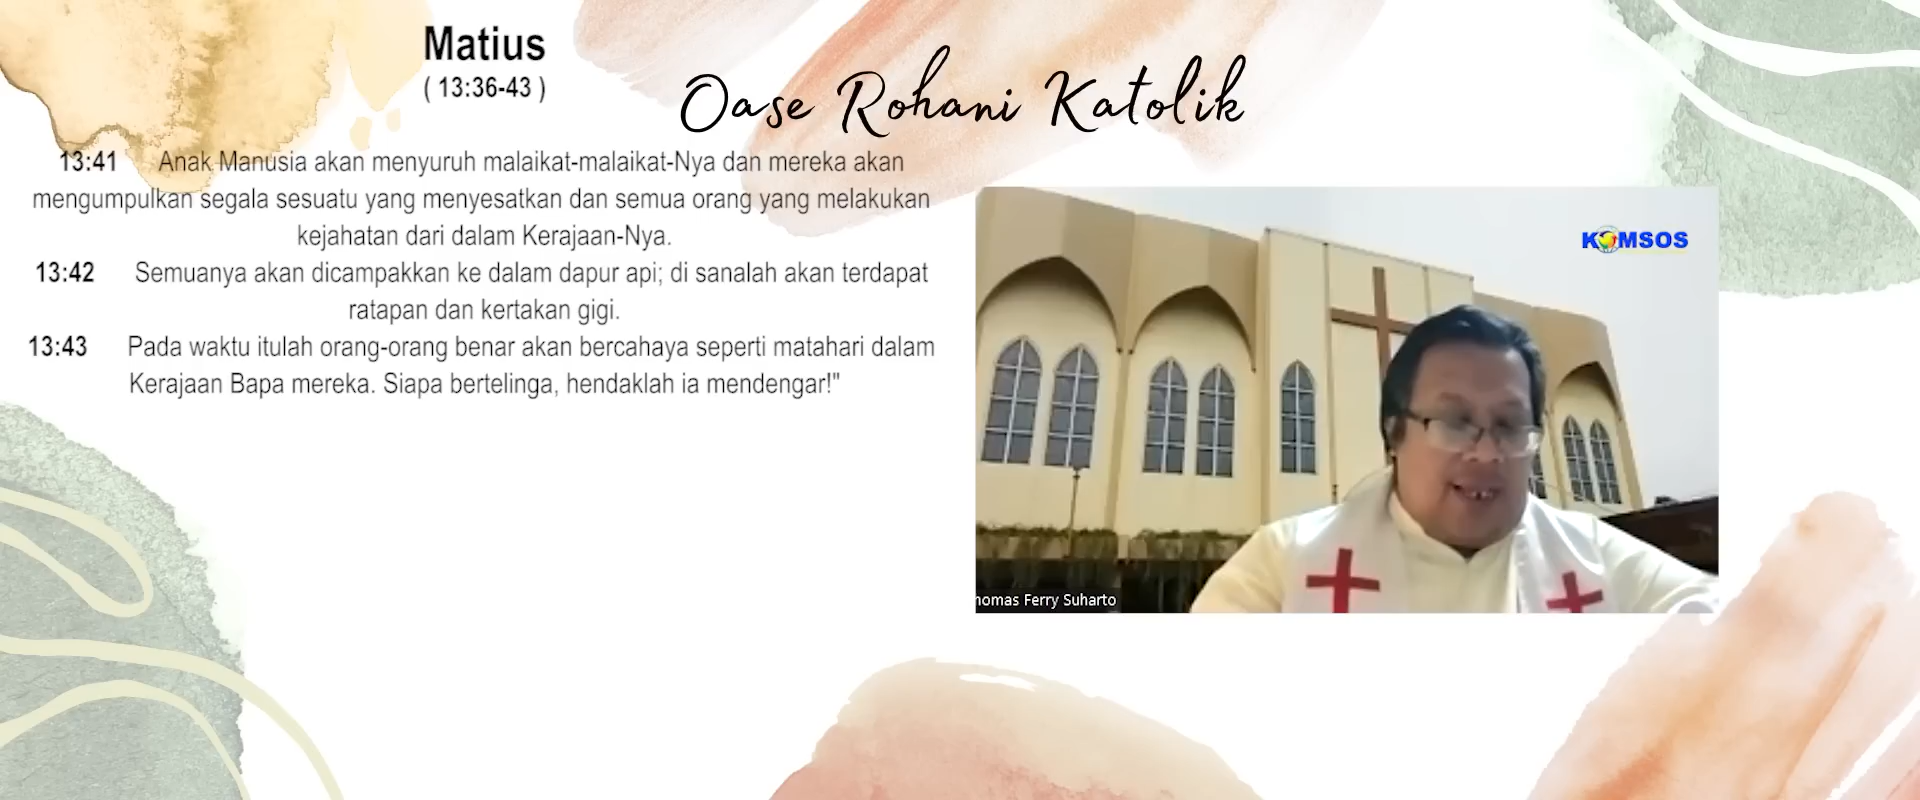 Matius
( 13:36-43 )
Oase Rohani Katolik
13:41 Anak Manusia akan menyuruh malaikat-malaikat-Nya dan mereka akan
mengumpulkan segala sesuatu yang menyesatkan dan semua orang yang melakukan
kejahatan dari dalam Kerajaan-Nya.
13:42 Semuanya akan dicampakkan ke dalam dapur api; di sanalah akan terdapat
ratapan dan kertakan gigi.
13:43 Pada waktu itulah orang-orang benar akan bercahaya seperti matahari dalam
Kerajaan Bapa mereka. Siapa bertelinga, hendaklah ia mendengar!"
KOMSOS
homas Ferry Suharto